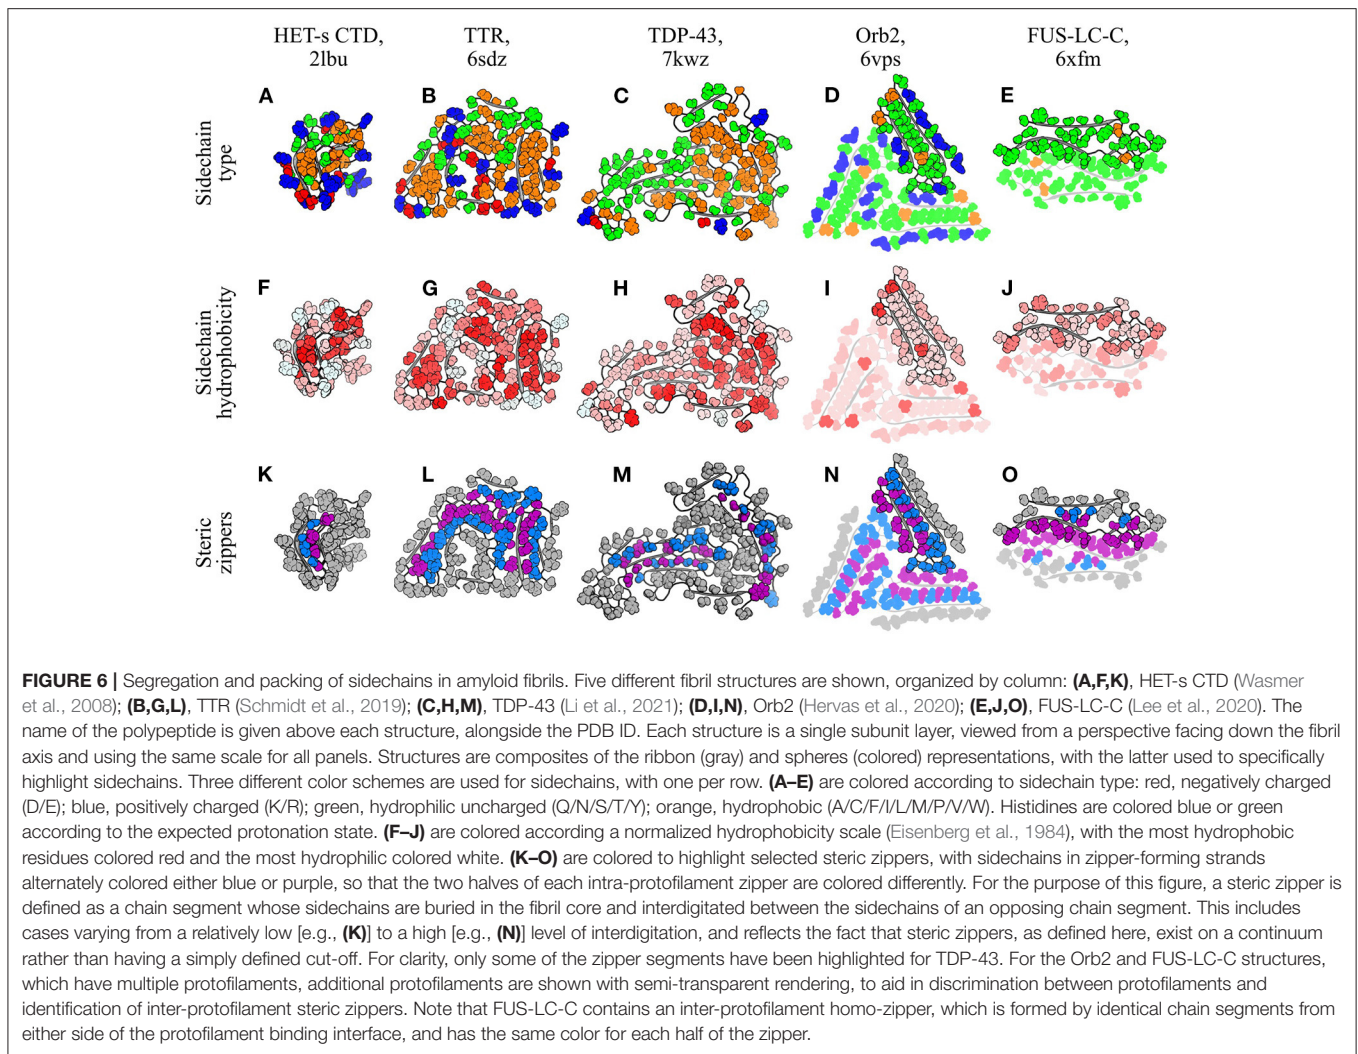 HET-s CTD,
2lbu
TTR,
6sdz
TDP-43,
7kwz
Orb2,
6vps
FUS-LC-C,
6xfm
Sidechain
type
A
B
C
D
E
Sidechain
hydrophobicity
F
G
H
I
J
Steric
zippers
K
L
M
N
O
FIGURE 6 | Segregation and packing of sidechains in amyloid fibrils. Five different fibril structures are shown, organized by column: (A,F,K), HET-s CTD (Wasmer
et al., 2008); (B,G,L), TTR (Schmidt et al., 2019); (C,H,M), TDP-43 (Li et al., 2021); (D,I,N), Orb2 (Hervas et al., 2020); (E,J,O), FUS-LC-C (Lee et al., 2020). The
name of the polypeptide is given above each structure, alongside the PDB ID. Each structure is a single subunit layer, viewed from a perspective facing down the fibril
axis and using the same scale for all panels. Structures are composites of the ribbon (gray) and spheres (colored) representations, with the latter used to specifically
highlight sidechains. Three different color schemes are used for sidechains, with one per row. (A–E) are colored according to sidechain type: red, negatively charged
(D/E); blue, positively charged (K/R); green, hydrophilic uncharged (Q/N/S/T/Y); orange, hydrophobic (A/C/F/I/L/M/P/V/W). Histidines are colored blue or green
according to the expected protonation state. (F–J) are colored according a normalized hydrophobicity scale (Eisenberg et al., 1984), with the most hydrophobic
residues colored red and the most hydrophilic colored white. (K–O) are colored to highlight selected steric zippers, with sidechains in zipper-forming strands
alternately colored either blue or purple, so that the two halves of each intra-protofilament zipper are colored differently. For the purpose of this figure, a steric zipper is
defined as a chain segment whose sidechains are buried in the fibril core and interdigitated between the sidechains of an opposing chain segment. This includes
cases varying from a relatively low [e.g., (K)] to a high [e.g., (N)] level of interdigitation, and reflects the fact that steric zippers, as defined here, exist on a continuum
rather than having a simply defined cut-off. For clarity, only some of the zipper segments have been highlighted for TDP-43. For the Orb2 and FUS-LC-C structures,
which have multiple protofilaments, additional protofilaments are shown with semi-transparent rendering, to aid in discrimination between protofilaments and
identification of inter-protofilament steric zippers. Note that FUS-LC-C contains an inter-protofilament homo-zipper, which is formed by identical chain segments from
either side of the protofilament binding interface, and has the same color for each half of the zipper.